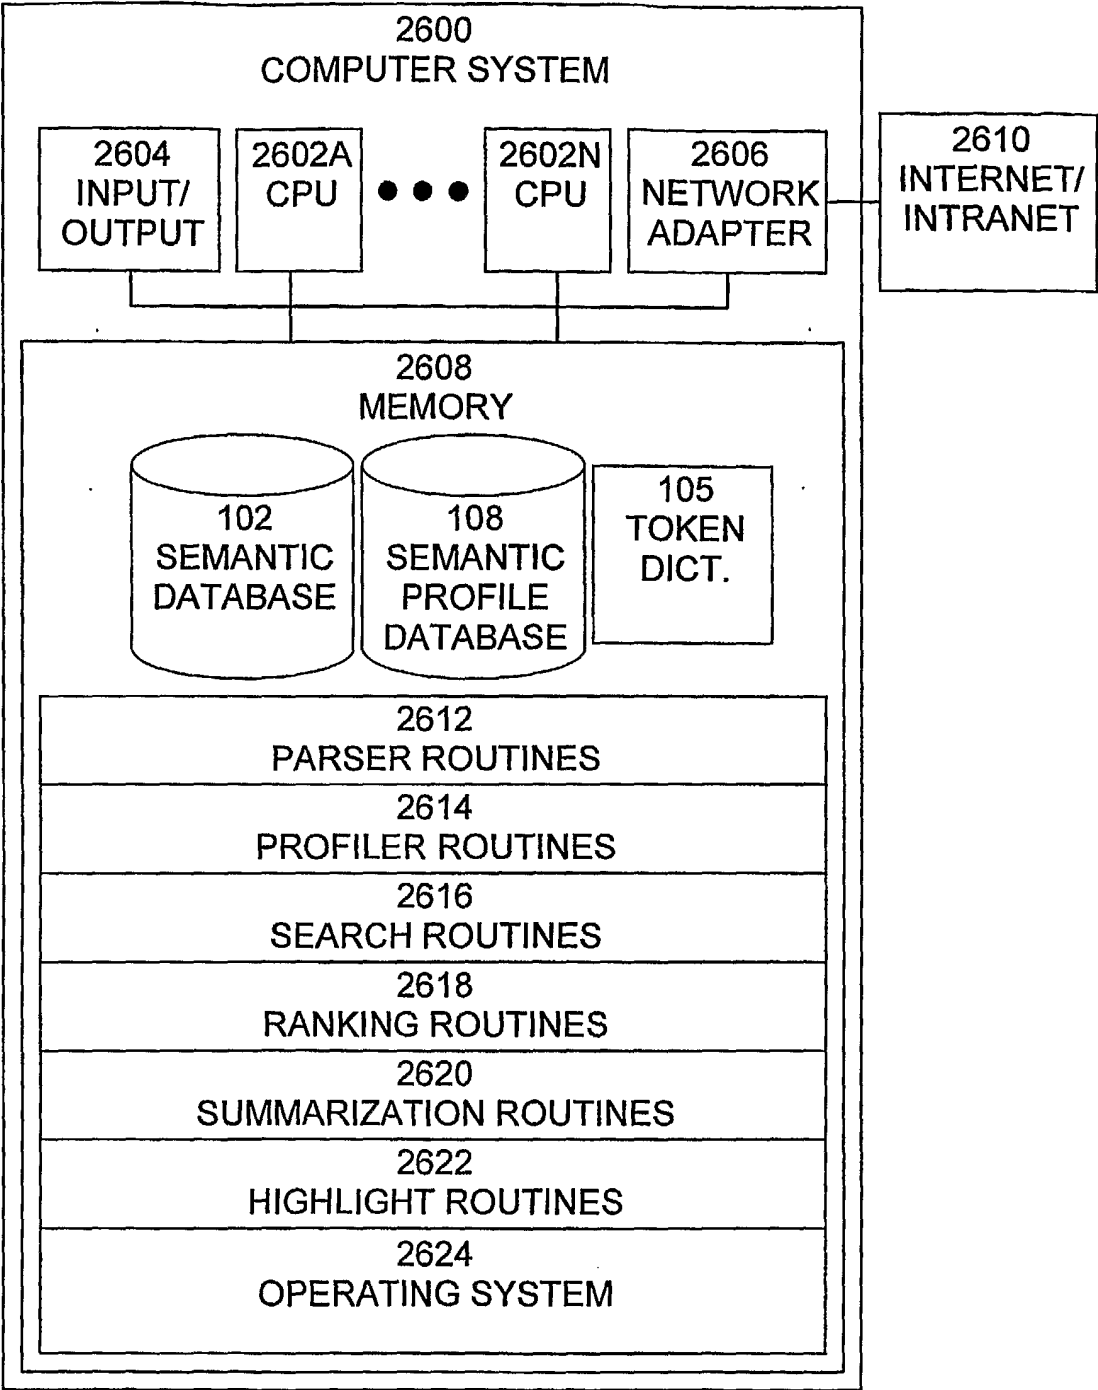 2600
COMPUTER SYSTEM
2604
INPUT/
OUTPUT
2602A
CPU
2602N
CPU
2606
NETWORK
ADAPTER
2610
INTERNET/
INTRANET
2608
MEMORY
102
SEMANTIC
DATABASE
108
SEMANTIC
PROFILE
DATABASE
105
TOKEN
DICT.
2612
PARSER ROUTINES
2614
PROFILER ROUTINES
2616
SEARCH ROUTINES
2618
RANKING ROUTINES
2620
SUMMARIZATION ROUTINES
2622
HIGHLIGHT ROUTINES
2624
OPERATING SYSTEM